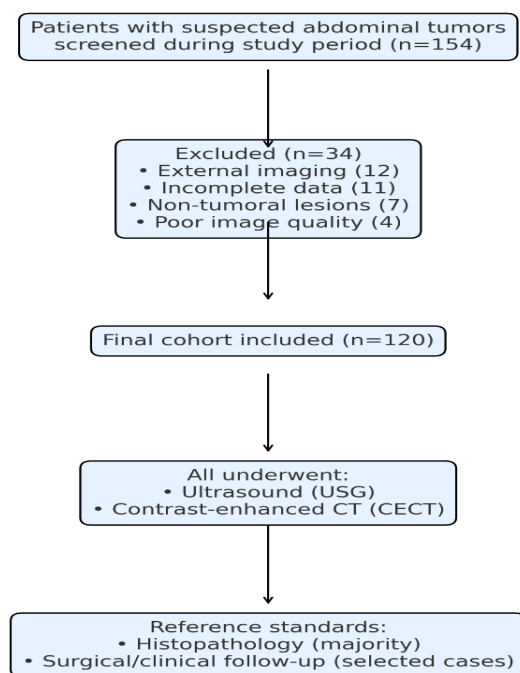 Patients with suspected abdominal tumors
screened during study period (n=154)
Excluded (n=34)
• External imaging (12)
• Incomplete data (11)
• Non-tumoral lesions (7)
• Poor image quality (4)
Final cohort included (n=120)
All underwent:
• Ultrasound (USG)
• Contrast-enhanced CT (CECT)
Reference standards:
• Histopathology (majority)
• Surgical/clinical follow-up (selected cases)